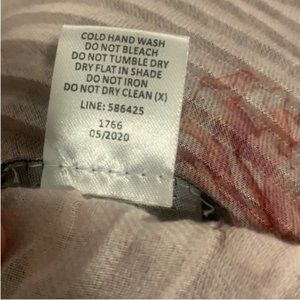 COLD HAND WASH
DO NOT BLEACH
DO NOT TUMBLE DRY
DRY FLAT IN SHADE
DO NOT IRON
DO NOT DRY CLEAN (X)
LINE: 586425
1766
05/2020